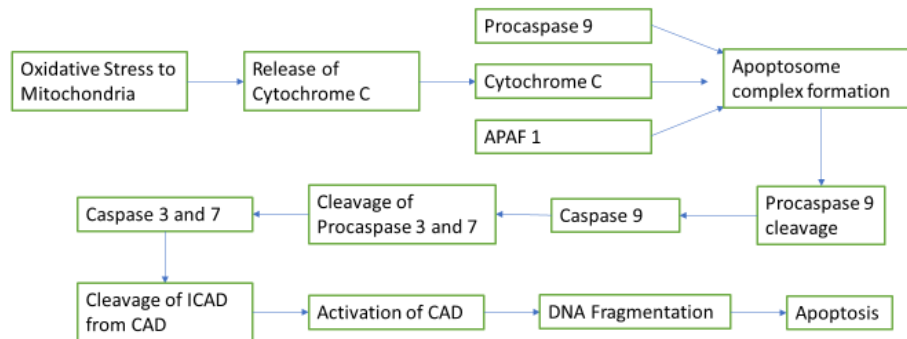 Procaspase 9
Oxidative Stress to
Mitochondria
Release of
Cytochrome C
Cytochrome C
Apoptosome
complex formation
APAF 1
Procaspase 9
cleavage
Caspase 9
Cleavage of
Procaspase 3 and 7
Caspase 3 and 7
Cleavage of ICAD
from CAD
Activation of CAD
DNA Fragmentation
Apoptosis